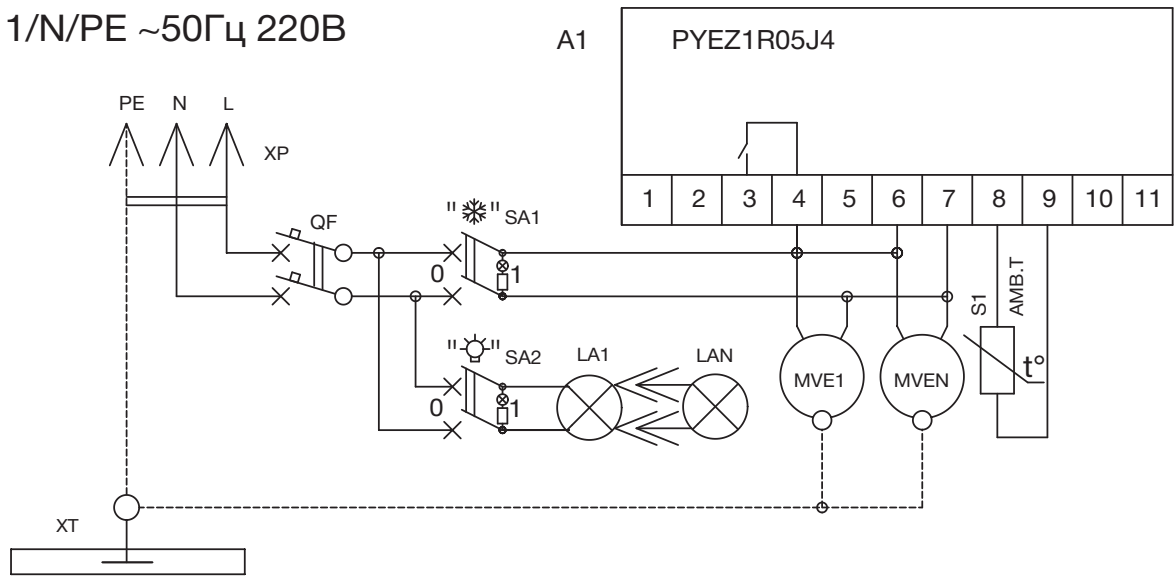 1/N/PE ~50Гц 220В
A1 PYEZ1R05J4
PE N L
XP
1 2 3 4 5 6 7 8 9 10 11
QF
" " SA1
0 1
S1
AMB.T
" " SA2
LA1 LAN
MVE1 MVEN
t°
0 1
XT